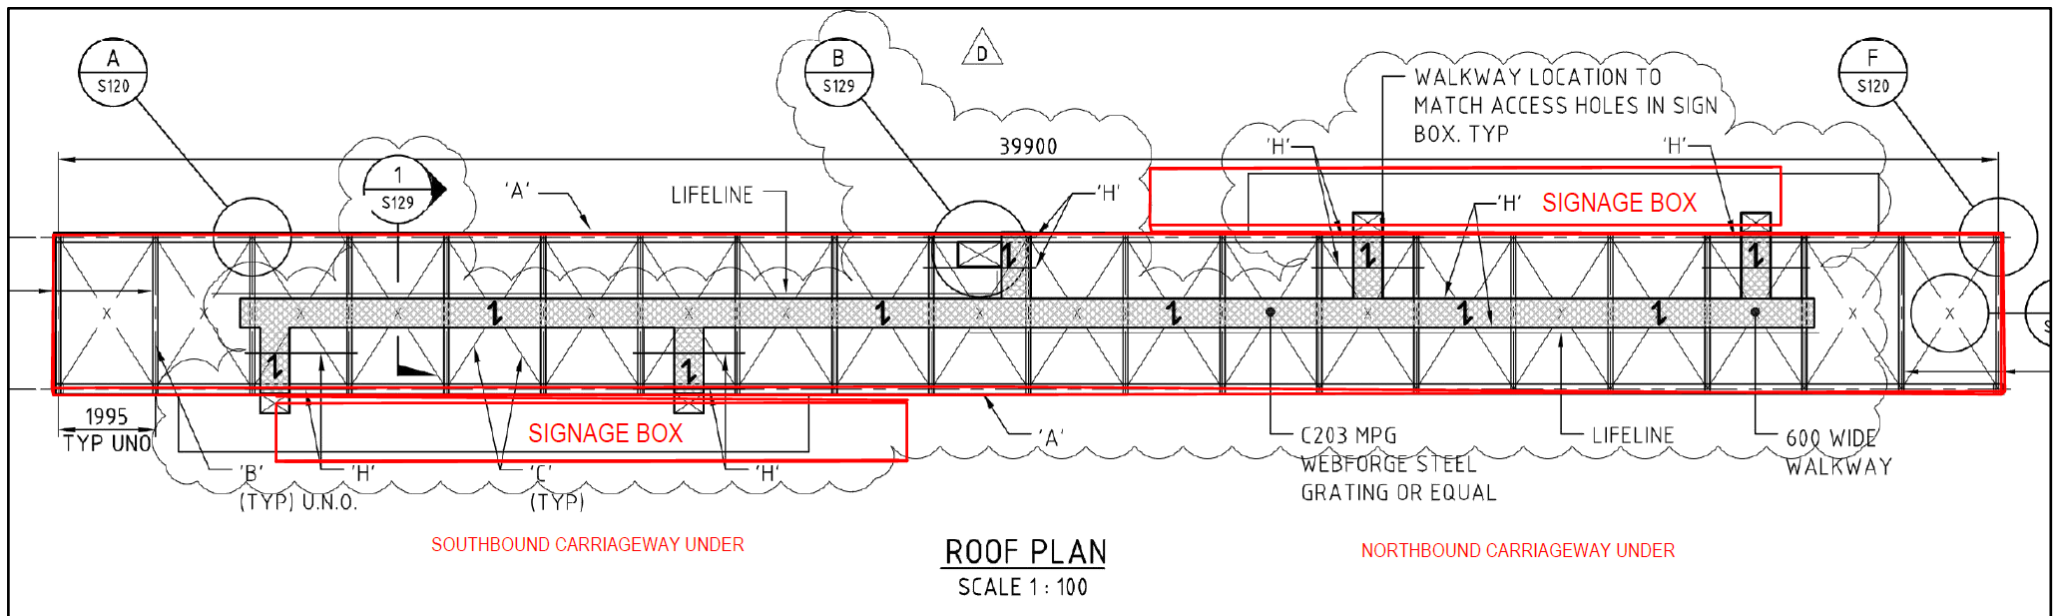 A
S120
B
S129
D
F
S120
WALKWAY LOCATION TO
MATCH ACCESS HOLES IN SIGN
BOX. TYP
39900
'H'
'H'
1
S129
'A'
LIFELINE
'H'
'H'
SIGNAGE BOX
1995
TYP UNO
SIGNAGE BOX
'A'
C203 MPG
WEBFORGE STEEL
GRATING OR EQUAL
LIFELINE
600 WIDE
WALKWAY
'B'
(TYP) U.N.O.
'H'
'C'
(TYP)
'H'
SOUTHBOUND CARRIAGEWAY UNDER
ROOF PLAN
SCALE 1 : 100
NORTHBOUND CARRIAGEWAY UNDER